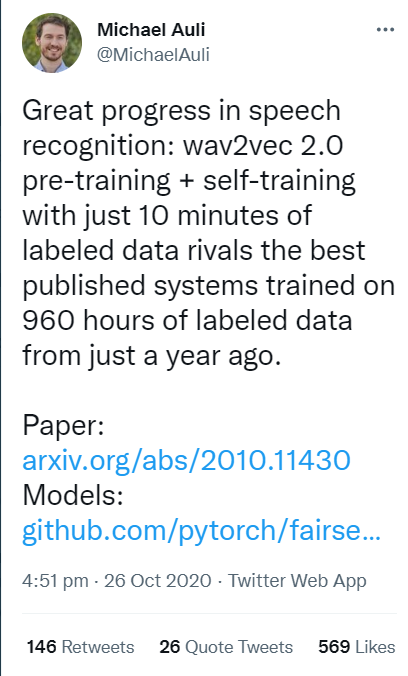 Michael Auli
@MichaelAuli
Great progress in speech
recognition: wav2vec 2.0
pre-training + self-training
with just 10 minutes of
labeled data rivals the best
published systems trained on
960 hours of labeled data
from just a year ago.
Paper:
arxiv.org/abs/2010.11430
Models:
github.com/pytorch/fairse...
4:51 pm · 26 Oct 2020 · Twitter Web App
146 Retweets 26 Quote Tweets 569 Likes